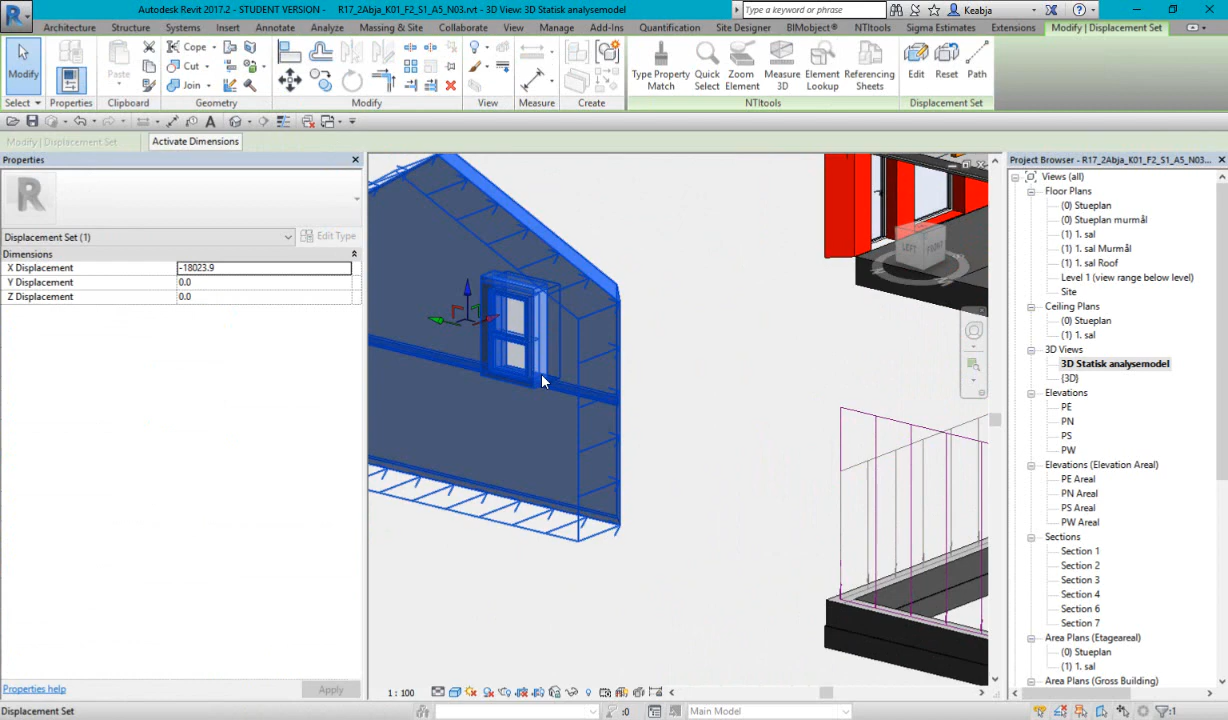 Autodesk Revit 2017.2 - STUDENT VERSION - R17_2Abja_K01_F2_S1_A5_N03.rvt - 3D View: 3D Statisk analysemodel
Type a keyword or phrase
Keabja
Architecture Structure Systems Insert Annotate Analyze Massing & Site Collaborate View Manage Add-Ins Quantification Site Designer BIMobject® NTItools Sigma Estimates Extensions Modify | Displacement Set
Modify
Paste
Cope
Cut
Join
Type Property Match
Quick Select
Zoom Element
Measure 3D
Element Lookup
Referencing Sheets
Edit
Reset
Path
Select Properties Clipboard Geometry Modify View Measure Create NTItools Displacement Set
Modify | Displacement Set
Activate Dimensions
Properties
R
Displacement Set (1)
Edit Type
Dimensions
X Displacement -18023.9
Y Displacement 0.0
Z Displacement 0.0
Properties help
Apply
LEFT
FRONT
1 : 100
Project Browser - R17_2Abja_K01_F2_S1_A5_N03...
Views (all)
Floor Plans
(0) Stueplan
(0) Stueplan murmål
(1) 1. sal
(1) 1. sal Murmål
(1) 1. sal Roof
Level 1 (view range below level)
Site
Ceiling Plans
(0) Stueplan
(1) 1. sal
3D Views
3D Statisk analysemodel
{3D}
Elevations
PE
PN
PS
PW
Elevations (Elevation Areal)
PE Areal
PN Areal
PS Areal
PW Areal
Sections
Section 1
Section 2
Section 3
Section 4
Section 6
Section 7
Area Plans (Etageareal)
(0) Stueplan
(1) 1. sal
Area Plans (Gross Building)
Displacement Set
:0
Main Model
:1